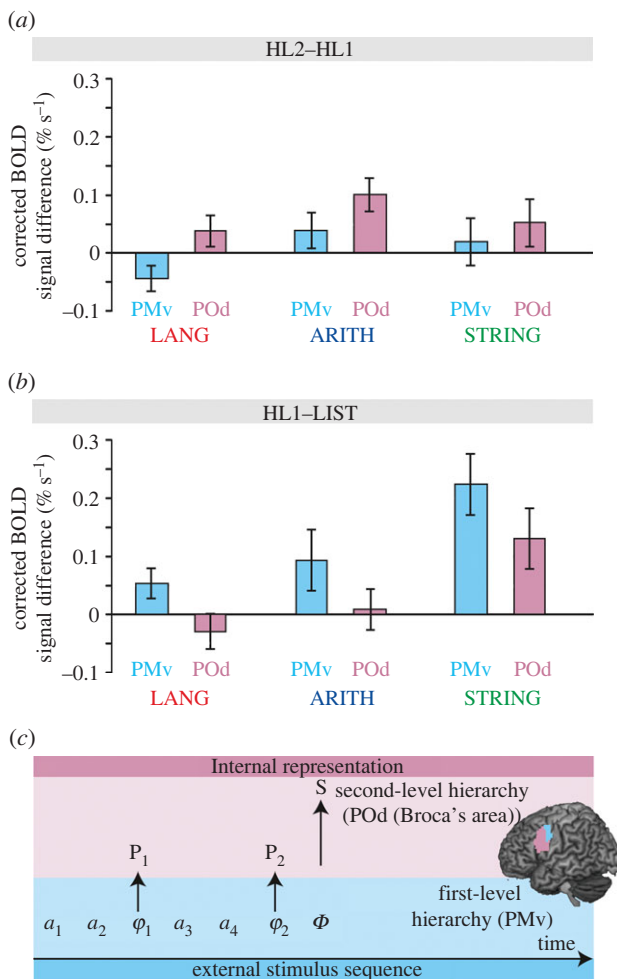 (a)
HL2–HL1
corrected BOLD
signal difference (% s⁻¹)
0.3
0.2
0.1
0
–0.1
PMv POd PMv POd PMv POd
LANG ARITH STRING
(b)
HL1–LIST
corrected BOLD
signal difference (% s⁻¹)
0.3
0.2
0.1
0
–0.1
PMv POd PMv POd PMv POd
LANG ARITH STRING
(c)
Internal representation
S second-level hierarchy
(POd (Broca's area))
P₁ P₂
first-level
hierarchy (PMv)
a₁ a₂ φ₁ a₃ a₄ φ₂ Φ
time
external stimulus sequence